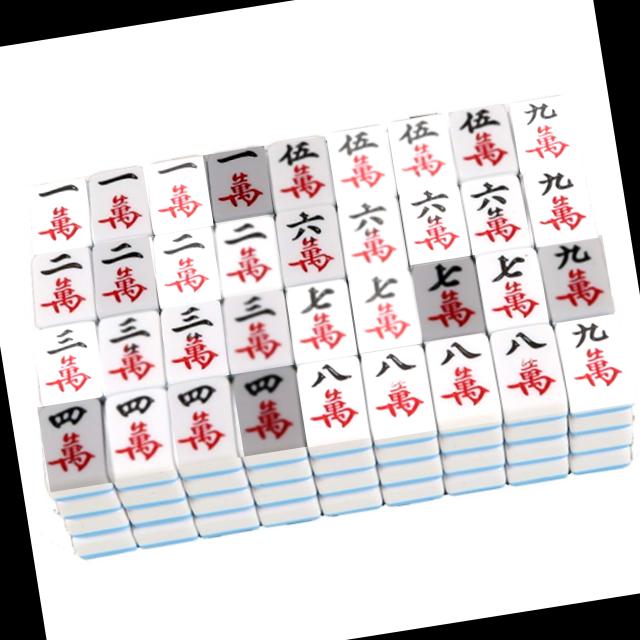 一萬 一萬 一萬 一萬 伍萬 伍萬 伍萬 伍萬 九萬
二萬 二萬 二萬 二萬 六萬 六萬 六萬 六萬 九萬
三萬 三萬 三萬 三萬 七萬 七萬 七萬 七萬 九萬
四萬 四萬 四萬 四萬 八萬 八萬 八萬 八萬 九萬